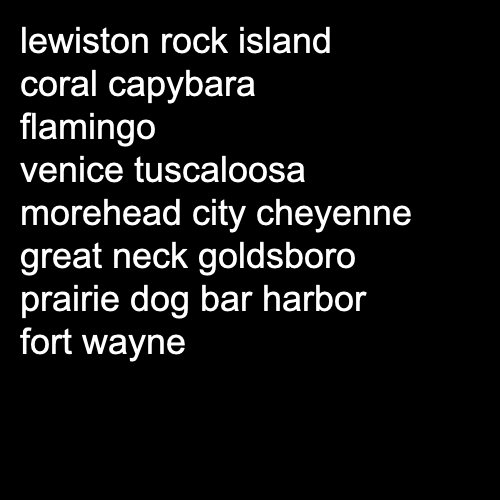 lewiston rock island
coral capybara
flamingo
venice tuscaloosa
morehead city cheyenne
great neck goldsboro
prairie dog bar harbor
fort wayne